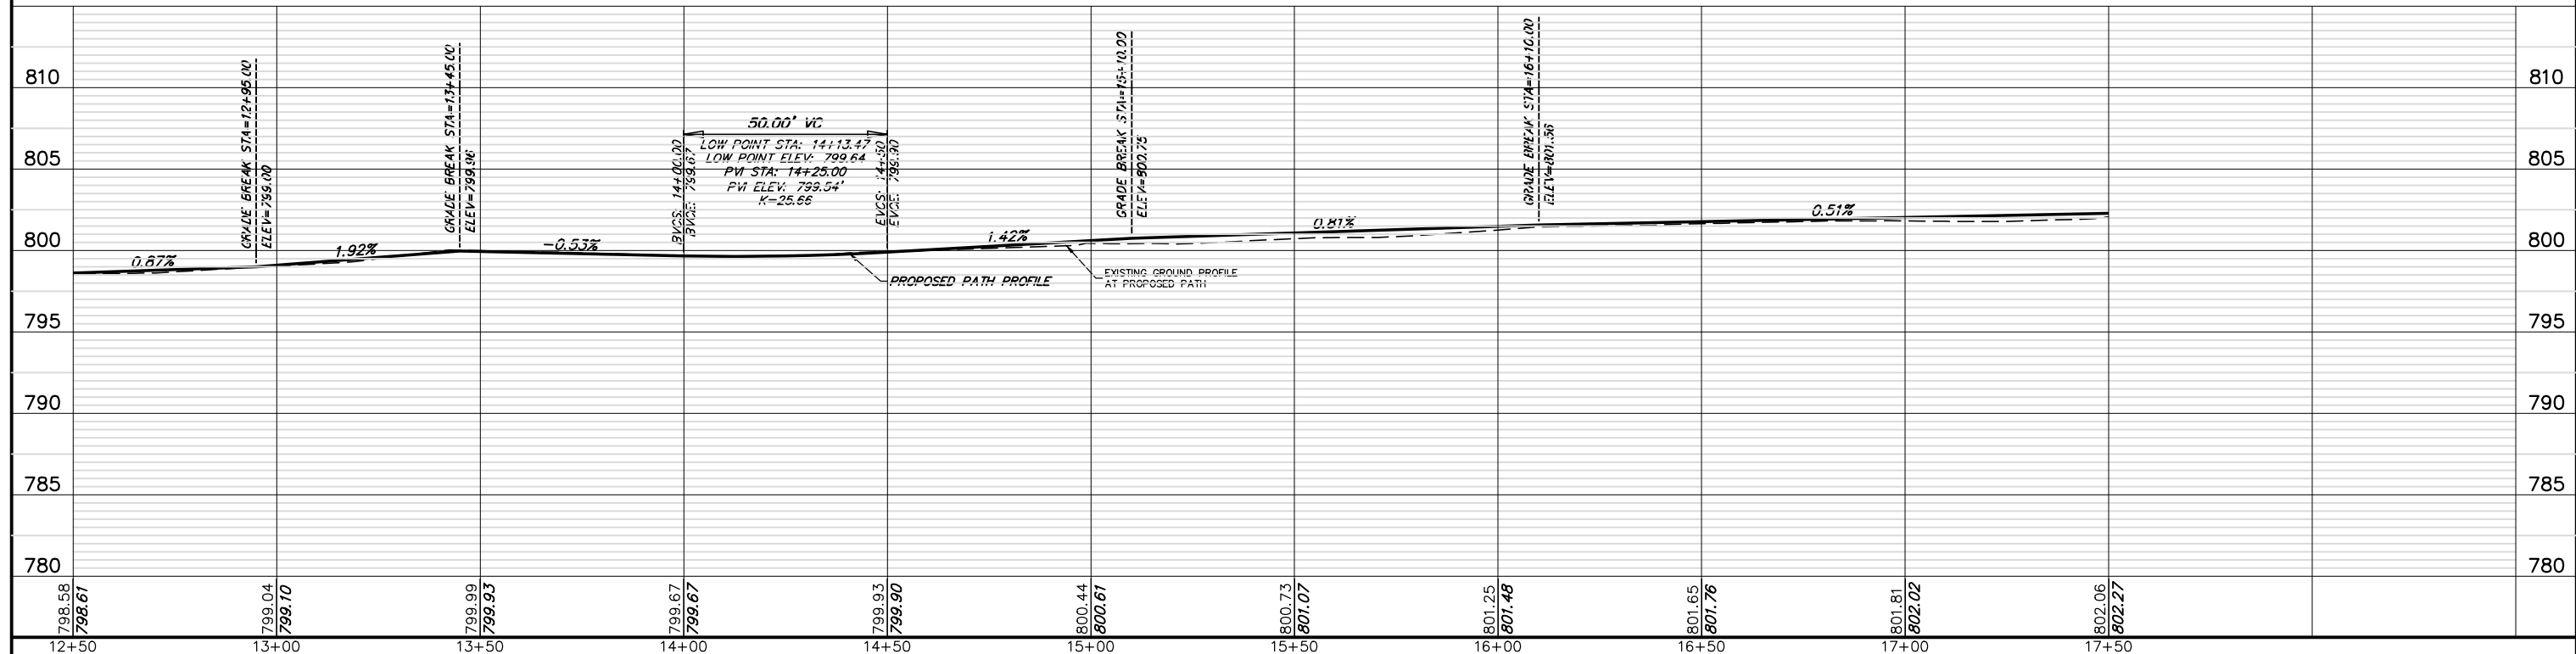 810
805
800
795
790
785
780
810
805
800
795
790
785
780
GRADE BREAK STA=12+95.00
ELEV=799.00
GRADE BREAK STA=13+45.00
ELEV=799.96
BVCS: 14+00.00
BVCE: 799.67
50.00' VC
LOW POINT STA: 14+13.47
LOW POINT ELEV: 799.64
PVI STA: 14+25.00
PVI ELEV: 799.54'
K=25.66
EVCS: 14+50
EVCE: 799.90
GRADE BREAK STA=15+10.00
ELEV=800.75
GRADE BREAK STA=16+10.00
ELEV=801.56
0.87%
1.92%
-0.53%
1.42%
0.81%
0.51%
PROPOSED PATH PROFILE
EXISTING GROUND PROFILE
AT PROPOSED PATH
798.58
798.61
799.04
799.10
799.99
799.93
799.67
799.67
799.93
799.90
800.44
800.61
800.73
801.07
801.25
801.48
801.65
801.76
801.81
802.02
802.06
802.27
12+50
13+00
13+50
14+00
14+50
15+00
15+50
16+00
16+50
17+00
17+50